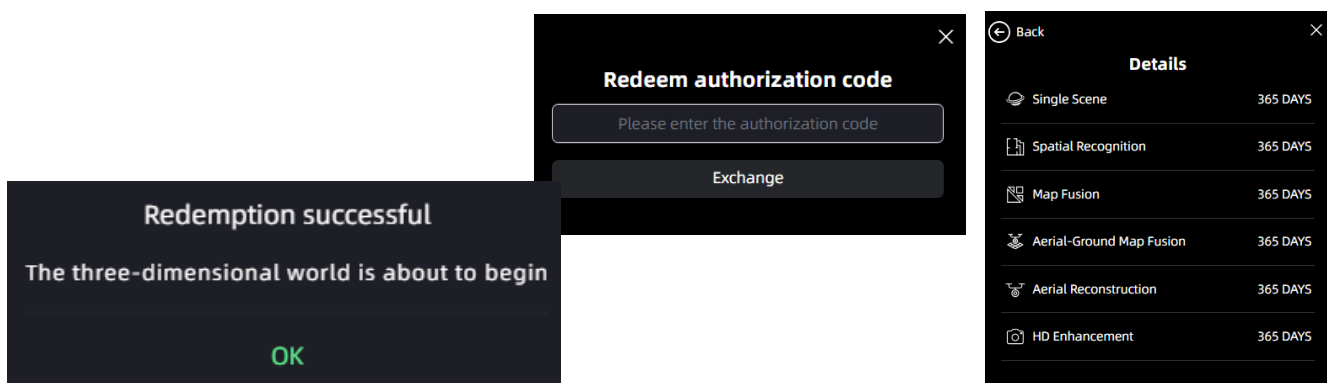 Redeem authorization code
Please enter the authorization code
Exchange
Redemption successful
The three-dimensional world is about to begin
OK
Back
Details
Single Scene 365 DAYS
Spatial Recognition 365 DAYS
Map Fusion 365 DAYS
Aerial-Ground Map Fusion 365 DAYS
Aerial Reconstruction 365 DAYS
HD Enhancement 365 DAYS